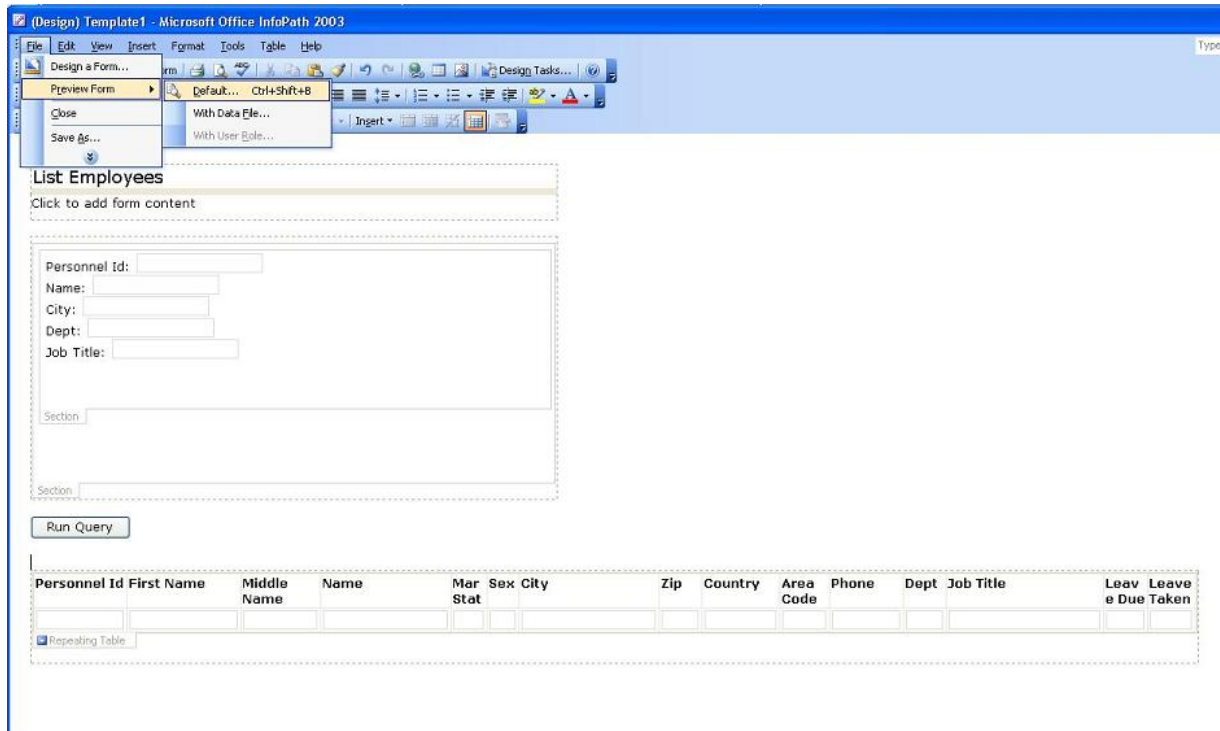 (Design) Template1 - Microsoft Office InfoPath 2003
File Edit View Insert Format Tools Table Help
Type
Design a Form...
rm
Design Tasks...
Preview Form
Default... Ctrl+Shift+B
Close
With Data File...
Insert
Save As...
With User Role...
List Employees
Click to add form content
Personnel Id:
Name:
City:
Dept:
Job Title:
Section
Section
Run Query
Personnel Id First Name Middle Name Mar Sex City Zip Country Area Phone Dept Job Title Leav Leave
Name Stat Code e Due Taken
Repeating Table